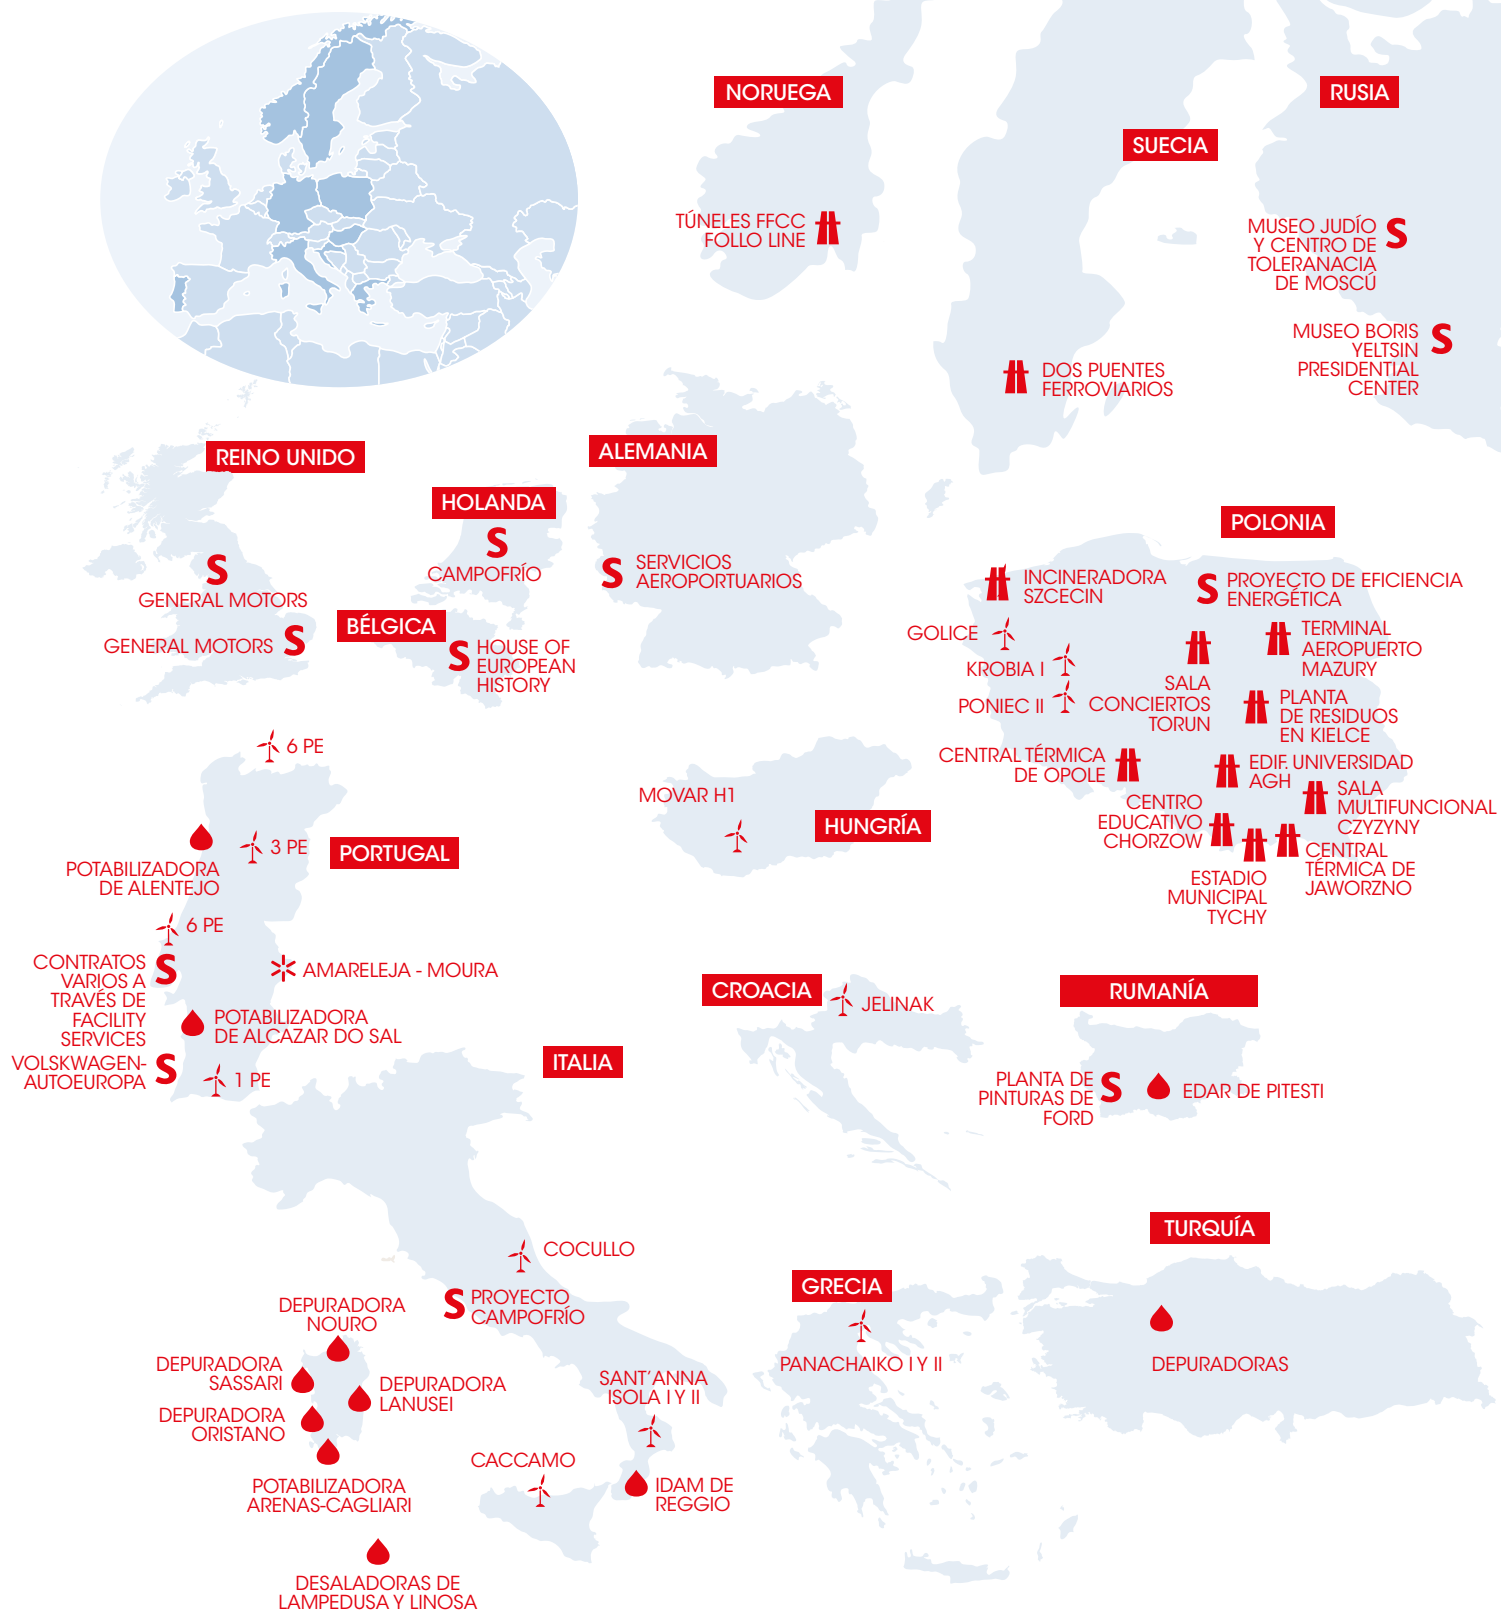 NORUEGA
TÚNELES FFCC
FOLLO LINE
SUECIA
DOS PUENTES
FERROVIARIOS
RUSIA
MUSEO JUDÍO
Y CENTRO DE
TOLERANACIA
DE MOSCÚ
S
MUSEO BORIS
YELTSIN
PRESIDENTIAL
CENTER
S
REINO UNIDO
S
GENERAL MOTORS
GENERAL MOTORS S
HOLANDA
S
CAMPOFRÍO
BÉLGICA
S HOUSE OF
EUROPEAN
HISTORY
ALEMANIA
S SERVICIOS
AEROPORTUARIOS
POLONIA
INCINERADORA
SZCECIN
S PROYECTO DE EFICIENCIA
ENERGÉTICA
GOLICE
KROBIA I
PONIEC II
SALA
CONCIERTOS
TORUN
TERMINAL
AEROPUERTO
MAZURY
PLANTA
DE RESIDUOS
EN KIELCE
CENTRAL TÉRMICA
DE OPOLE
EDIF. UNIVERSIDAD
AGH
SALA
MULTIFUNCIONAL
CZYZYNY
CENTRO
EDUCATIVO
CHORZOW
ESTADIO
MUNICIPAL
TYCHY
CENTRAL
TÉRMICA DE
JAWORZNO
6 PE
POTABILIZADORA
DE ALENTEJO
3 PE
PORTUGAL
6 PE
CONTRATOS
VARIOS A
TRAVÉS DE
FACILITY
SERVICES
S
AMARELEJA - MOURA
POTABILIZADORA
DE ALCAZAR DO SAL
VOLSKWAGEN-
AUTOEUROPA
S
1 PE
MOVAR H1
HUNGRÍA
CROACIA
JELINAK
RUMANÍA
PLANTA DE
PINTURAS DE
FORD
S
EDAR DE PITESTI
ITALIA
COCULLO
S PROYECTO
CAMPOFRÍO
DEPURADORA
NOURO
DEPURADORA
SASSARI
DEPURADORA
LANUSEI
DEPURADORA
ORISTANO
POTABILIZADORA
ARENAS-CAGLIARI
SANT'ANNA
ISOLA I Y II
CACCAMO
IDAM DE
REGGIO
DESALADORAS DE
LAMPEDUSA Y LINOSA
GRECIA
PANACHAIKO I Y II
TURQUÍA
DEPURADORAS